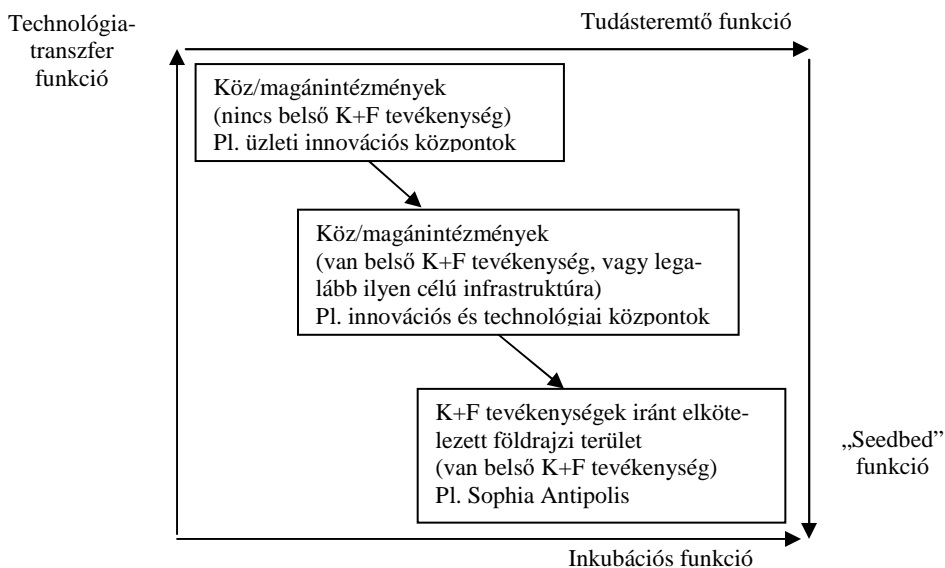 Technológia-
transzfer
funkció
Tudásteremtő funkció
Köz/magánintézmények
(nincs belső K+F tevékenység)
Pl. üzleti innovációs központok
Köz/magánintézmények
(van belső K+F tevékenység, vagy lega-
lább ilyen célú infrastruktúra)
Pl. innovációs és technológiai központok
K+F tevékenységek iránt elköte-
lezett földrajzi terület
(van belső K+F tevékenység)
Pl. Sophia Antipolis
„Seedbed”
funkció
Inkubációs funkció